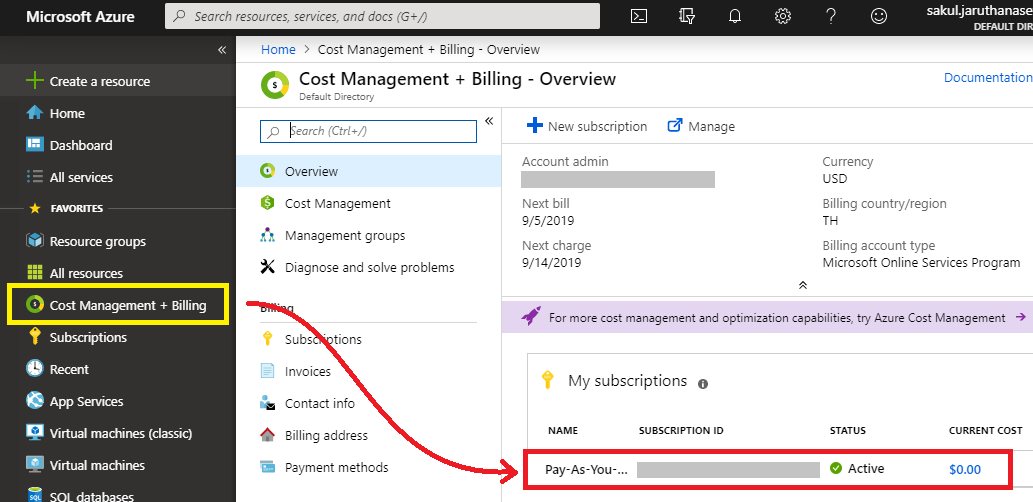 Microsoft Azure
Search resources, services, and docs (G+/)
sakul.jaruthanase
DEFAULT DIR
«
Create a resource
Home
Dashboard
All services
FAVORITES
Resource groups
All resources
Cost Management + Billing
Subscriptions
Recent
App Services
Virtual machines (classic)
Virtual machines
SQL databases
Home > Cost Management + Billing - Overview
Cost Management + Billing - Overview
Default Directory
Documentation
Search (Ctrl+/)
«
Overview
Cost Management
Management groups
Diagnose and solve problems
Billing
Subscriptions
Invoices
Contact info
Billing address
Payment methods
New subscription
Manage
Account admin
Next bill
9/5/2019
Next charge
9/14/2019
Currency
USD
Billing country/region
TH
Billing account type
Microsoft Online Services Program
For more cost management and optimization capabilities, try Azure Cost Management →
My subscriptions
NAME SUBSCRIPTION ID STATUS CURRENT COST
Pay-As-You-... Active $0.00